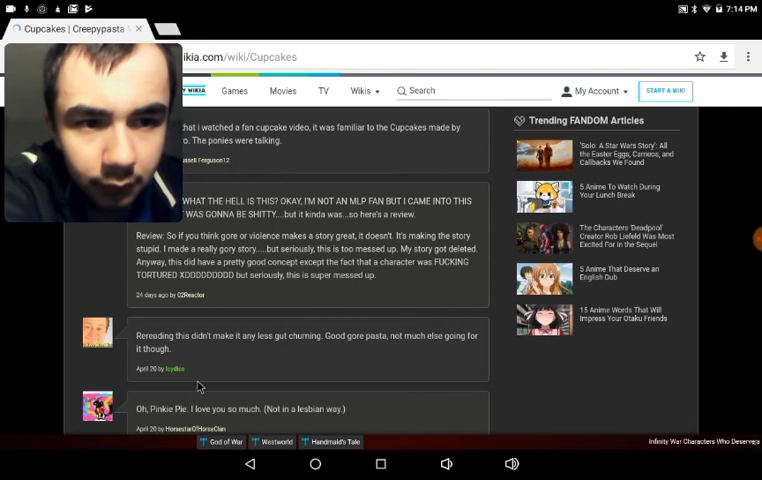 7:14 PM
Cupcakes | Creepypasta
ikia.com/wiki/Cupcakes
WIKIA
Games
Movies
TV
Wikis
Search
My Account
START A WIKI
that i watched a fan cupcake video, it was familiar to the Cupcakes made by
The ponies were talking.
Ferguson12
WHAT THE HELL IS THIS? OKAY, I'M NOT AN MLP FAN BUT I CAME INTO THIS
WAS GONNA BE SHITTY....but it kinda was...so here's a review.
Review: So if you think gore or violence makes a story great, it doesn't. It's making the story
stupid. I made a really gory story.....but seriously, this is too messed up. My story got deleted.
Anyway, this did have a pretty good concept except the fact that a character was FUCKING
TORTURED XDDDDDDDDD but seriously, this is super messed up.
24 days ago by O2Reactor
Rereading this didn't make it any less gut churning. Good gore pasta, not much else going for
it though.
April 26 by Icydice
Oh, Pinkie Pie. I love you so much. (Not in a lesbian way.)
April 20 by HorsestarOfHorseClan
Trending FANDOM Articles
'Solo: A Star Wars Story': All
the Easter Eggs, Cameos, and
Callbacks We Found
5 Anime To Watch During
Your Lunch Break
The Characters 'Deadpool'
Creator Rob Liefeld Was Most
Excited For In the Sequel
5 Anime That Deserve an
English Dub
15 Anime Words That Will
Impress Your Otaku Friends
God of War
Westworld
Handmaid's Tale
Infinity War Characters Who Deserve